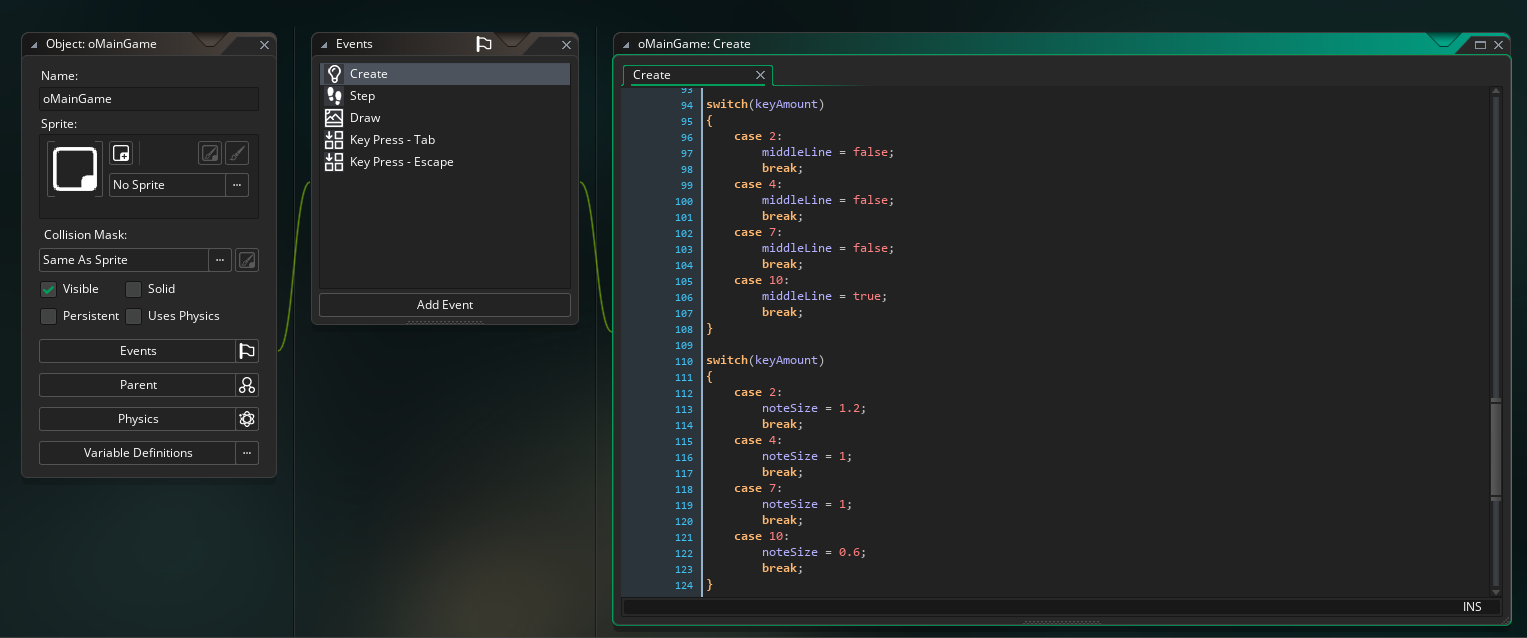 Object: oMainGame
Name:
oMainGame
Sprite:
No Sprite
...
Collision Mask:
Same As Sprite
...
Visible
Solid
Persistent
Uses Physics
Events
Parent
Physics
Variable Definitions
...
Events
Create
Step
Draw
Key Press - Tab
Key Press - Escape
Add Event
oMainGame: Create
Create
93
94 switch(keyAmount)
95 {
96 case 2:
97 middleLine = false;
98 break;
99 case 4:
100 middleLine = false;
101 break;
102 case 7:
103 middleLine = false;
104 break;
105 case 10:
106 middleLine = true;
107 break;
108 }
109
110 switch(keyAmount)
111 {
112 case 2:
113 noteSize = 1.2;
114 break;
115 case 4:
116 noteSize = 1;
117 break;
118 case 7:
119 noteSize = 1;
120 break;
121 case 10:
122 noteSize = 0.6;
123 break;
124 }
INS